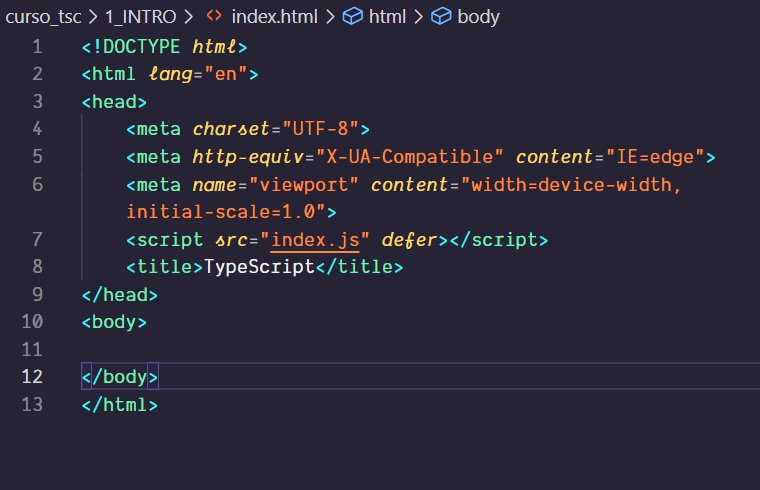 curso_tsc > 1_INTRO > <> index.html > html > body
1 <!DOCTYPE html>
2 <html lang="en">
3 <head>
4 <meta charset="UTF-8">
5 <meta http-equiv="X-UA-Compatible" content="IE=edge">
6 <meta name="viewport" content="width=device-width,
initial-scale=1.0">
7 <script src="index.js" defer></script>
8 <title>TypeScript</title>
9 </head>
10 <body>
11
12 </body>
13 </html>